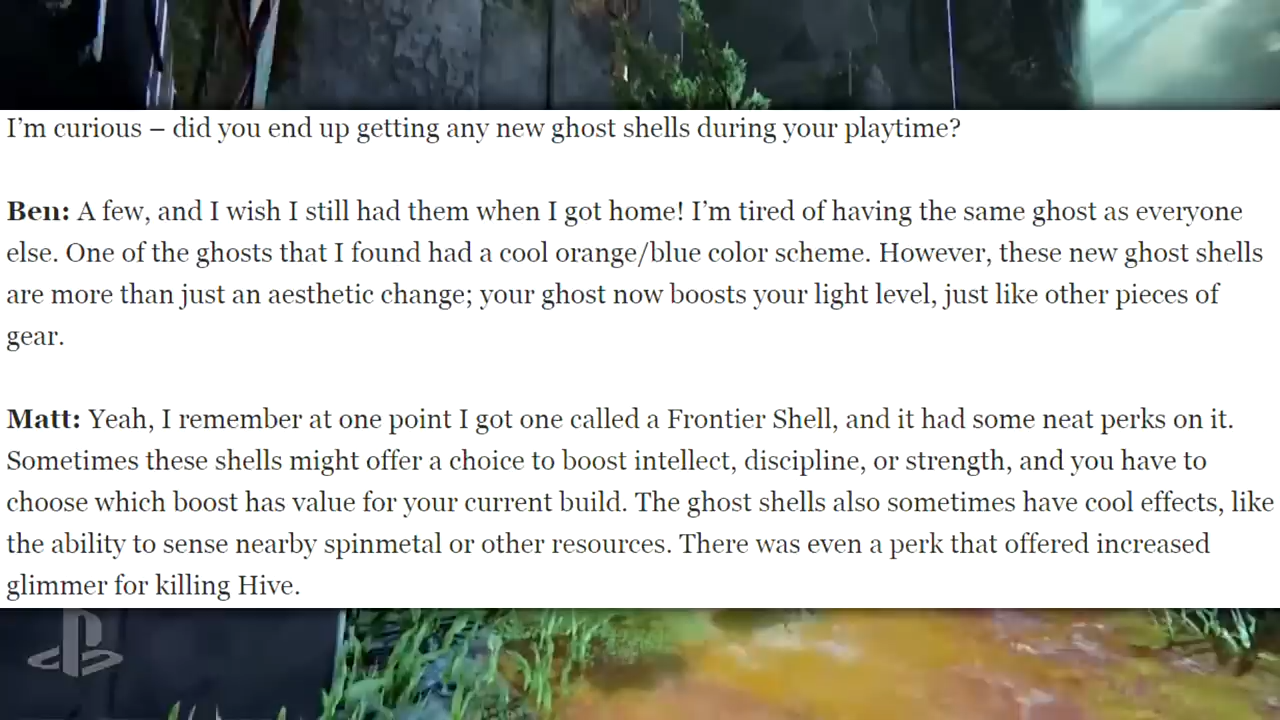 I’m curious – did you end up getting any new ghost shells during your playtime?
Ben: A few, and I wish I still had them when I got home! I’m tired of having the same ghost as everyone
else. One of the ghosts that I found had a cool orange/blue color scheme. However, these new ghost shells
are more than just an aesthetic change; your ghost now boosts your light level, just like other pieces of
gear.
Matt: Yeah, I remember at one point I got one called a Frontier Shell, and it had some neat perks on it.
Sometimes these shells might offer a choice to boost intellect, discipline, or strength, and you have to
choose which boost has value for your current build. The ghost shells also sometimes have cool effects, like
the ability to sense nearby spinmetal or other resources. There was even a perk that offered increased
glimmer for killing Hive.